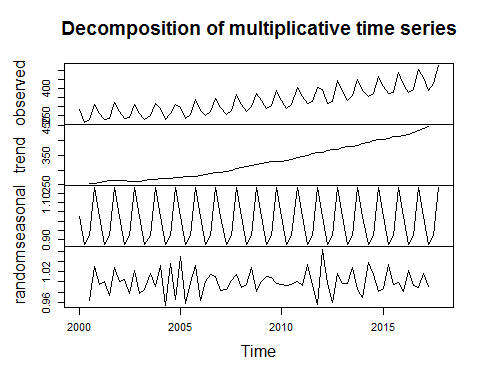 Decomposition of multiplicative time series
observed
400
250
trend
350
250
seasonal
1.10
0.90
random
1.02
0.96
2000 2005 2010 2015
Time